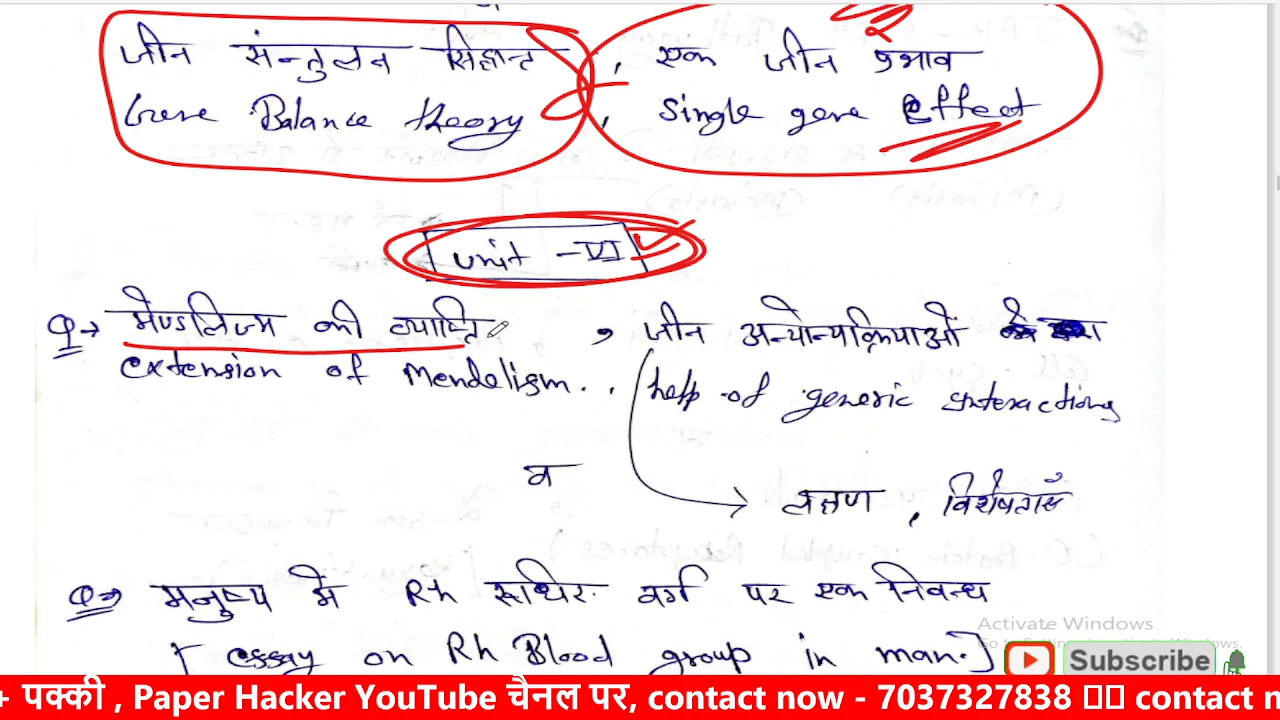 जीन संन्तुलन सिद्धान्त , एक जीन प्रभाव
Gene Balance theory , Single gene Effect
Unit - VI
Q→ मेण्डलिज्म की व्याप्ति , जीन अन्योन्यक्रियाओं
extension of Mendelism. , help of generic interactions
व
लक्षण , विशेषताएँ
Q→ मनुष्य में Rh रूधिर वर्ग पर एक निबन्ध
[ essay on Rh Blood group in man.]
Activate Windows
Subscribe
+ पक्की , Paper Hacker YouTube चैनल पर, contact now - 7037327838 contact n